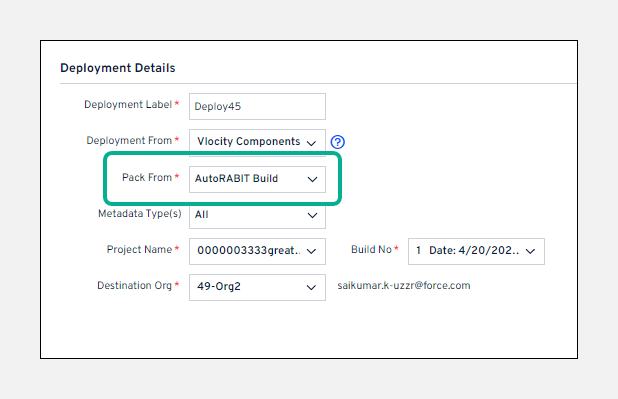 Deployment Details
Deployment Label * Deploy45
Deployment From * Vlocity Components ?
Pack From * AutoRABIT Build
Metadata Type(s) All
Project Name * 0000003333great.. Build No * 1 Date: 4/20/202..
Destination Org * 49-Org2 saikumar.k-uzzr@force.com